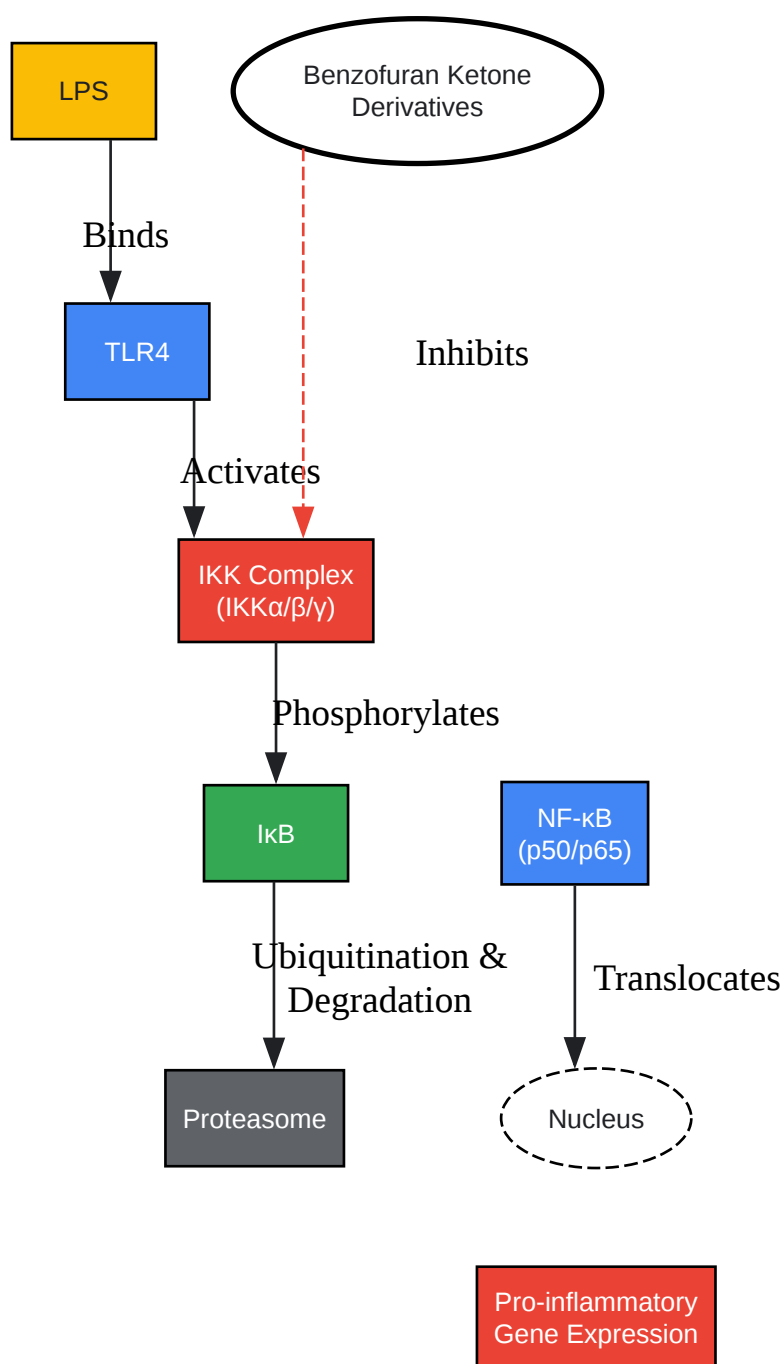 LPS
Benzofuran Ketone
Derivatives
Binds
TLR4
Inhibits
Activates
IKK Complex
(IKKα/β/γ)
Phosphorylates
IκB
NF-κB
(p50/p65)
Ubiquitination &
Degradation
Translocates
Proteasome
Nucleus
Pro-inflammatory
Gene Expression